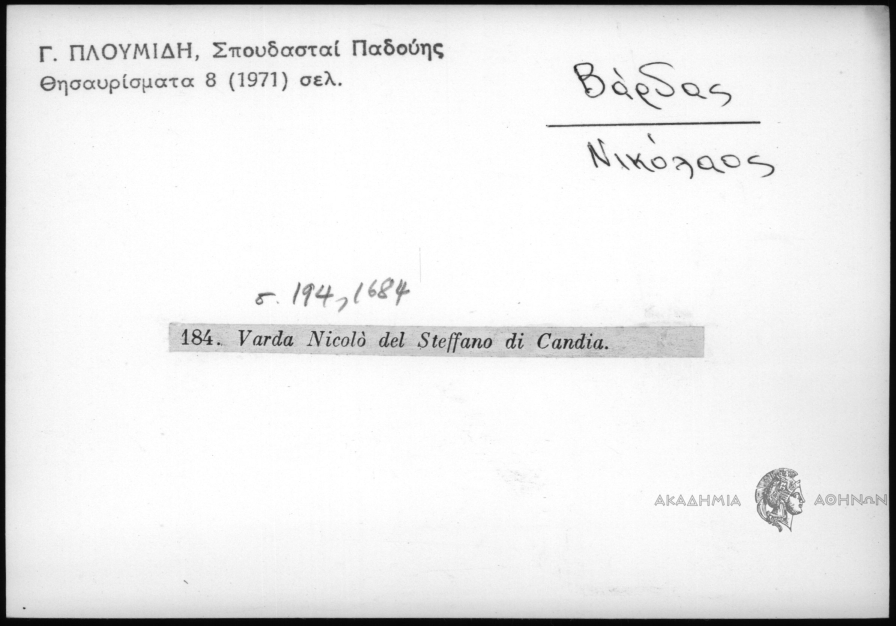 Γ. ΠΛΟΥΜΙΔΗ, Σπουδασταί Παδούης
Θησαυρίσματα 8 (1971) σελ.
Βάρδας
Νικόλαος
σ. 194, 1684
184. Varda Nicolò del Steffano di Candia.
ΑΚΑΔΗΜΙΑ ΑΘΗΝΩΝ